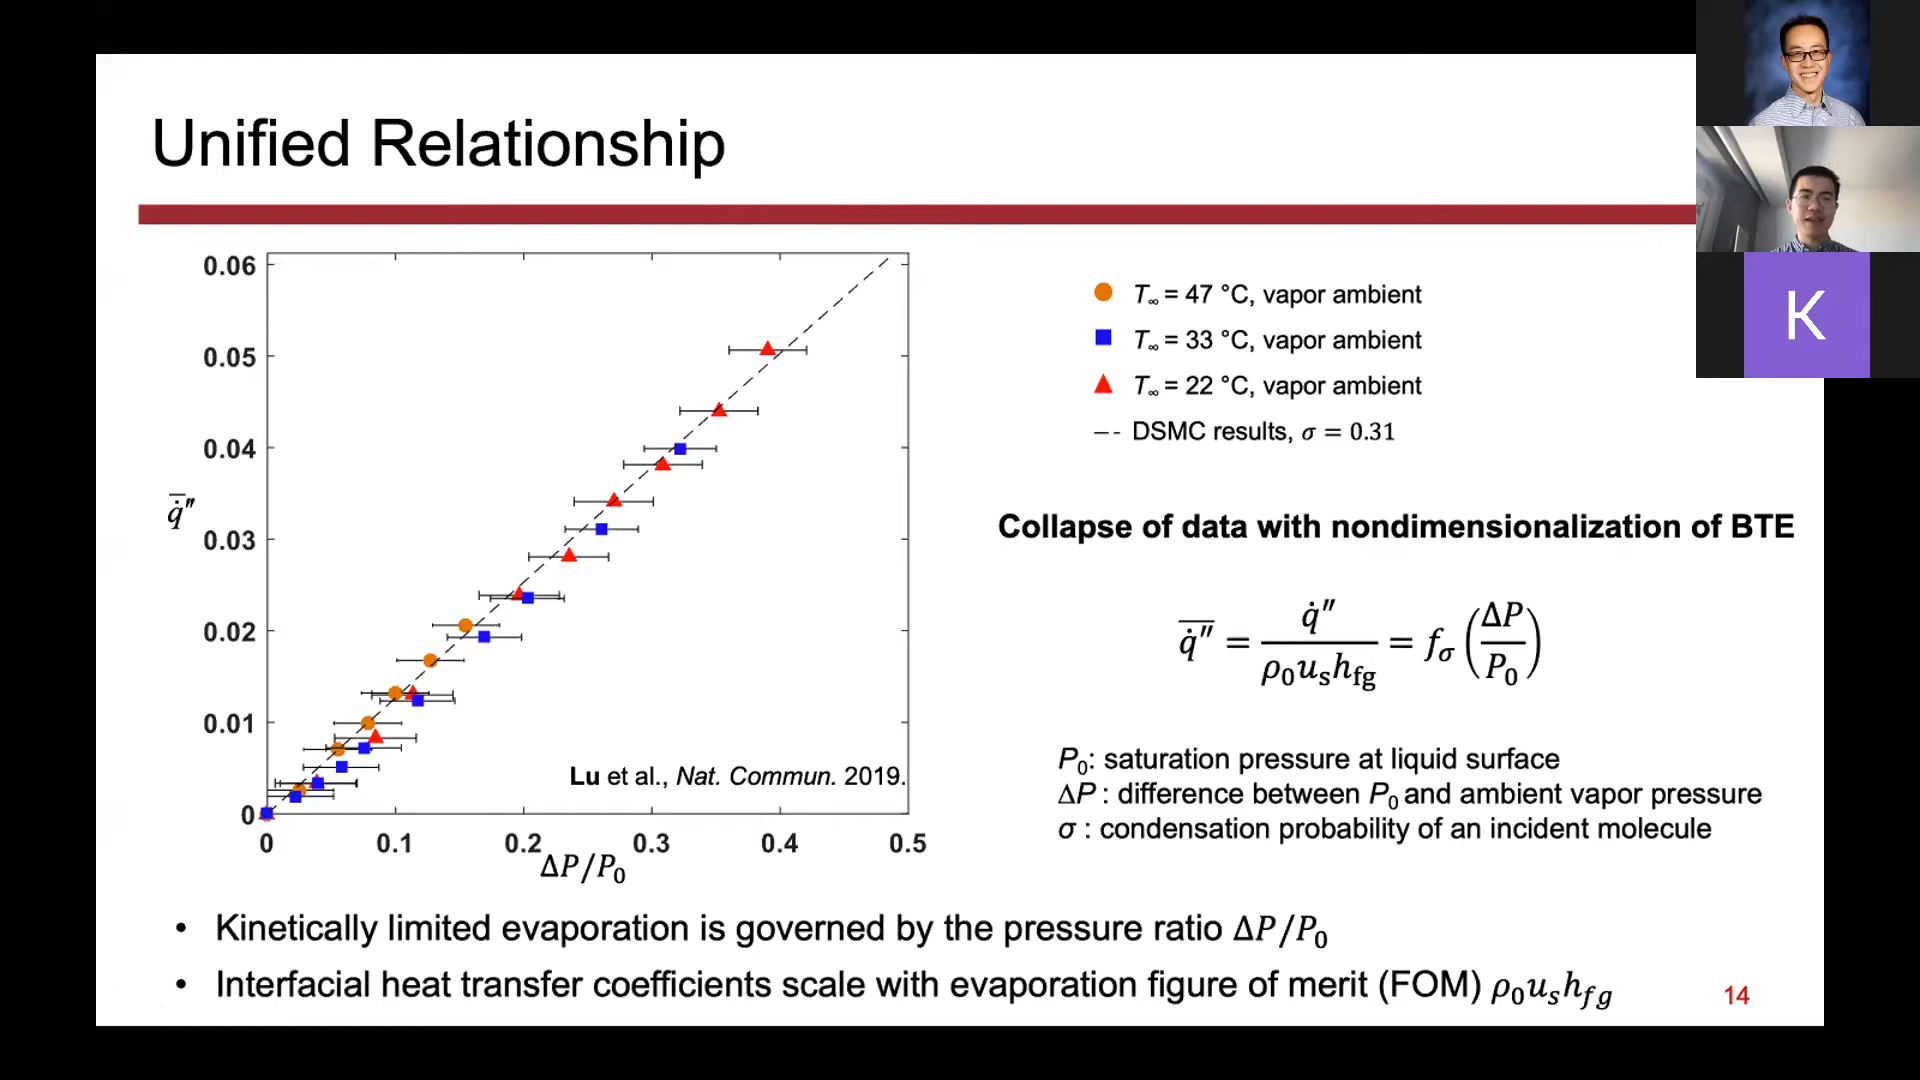 Unified Relationship
K
0.06
0.05
0.04
0.03
0.02
0.01
0
0 0.1 0.2 0.3 0.4 0.5
q̇̅″
ΔP/P₀
Lu et al., Nat. Commun. 2019.
T∞ = 47 °C, vapor ambient
T∞ = 33 °C, vapor ambient
T∞ = 22 °C, vapor ambient
DSMC results, σ = 0.31
Collapse of data with nondimensionalization of BTE
q̇″̅ = q̇″ / ρ₀uₛh_fg = f_σ (ΔP/P₀)
P₀: saturation pressure at liquid surface
ΔP : difference between P₀ and ambient vapor pressure
σ : condensation probability of an incident molecule
• Kinetically limited evaporation is governed by the pressure ratio ΔP/P₀
• Interfacial heat transfer coefficients scale with evaporation figure of merit (FOM) ρ₀uₛh_fg
14